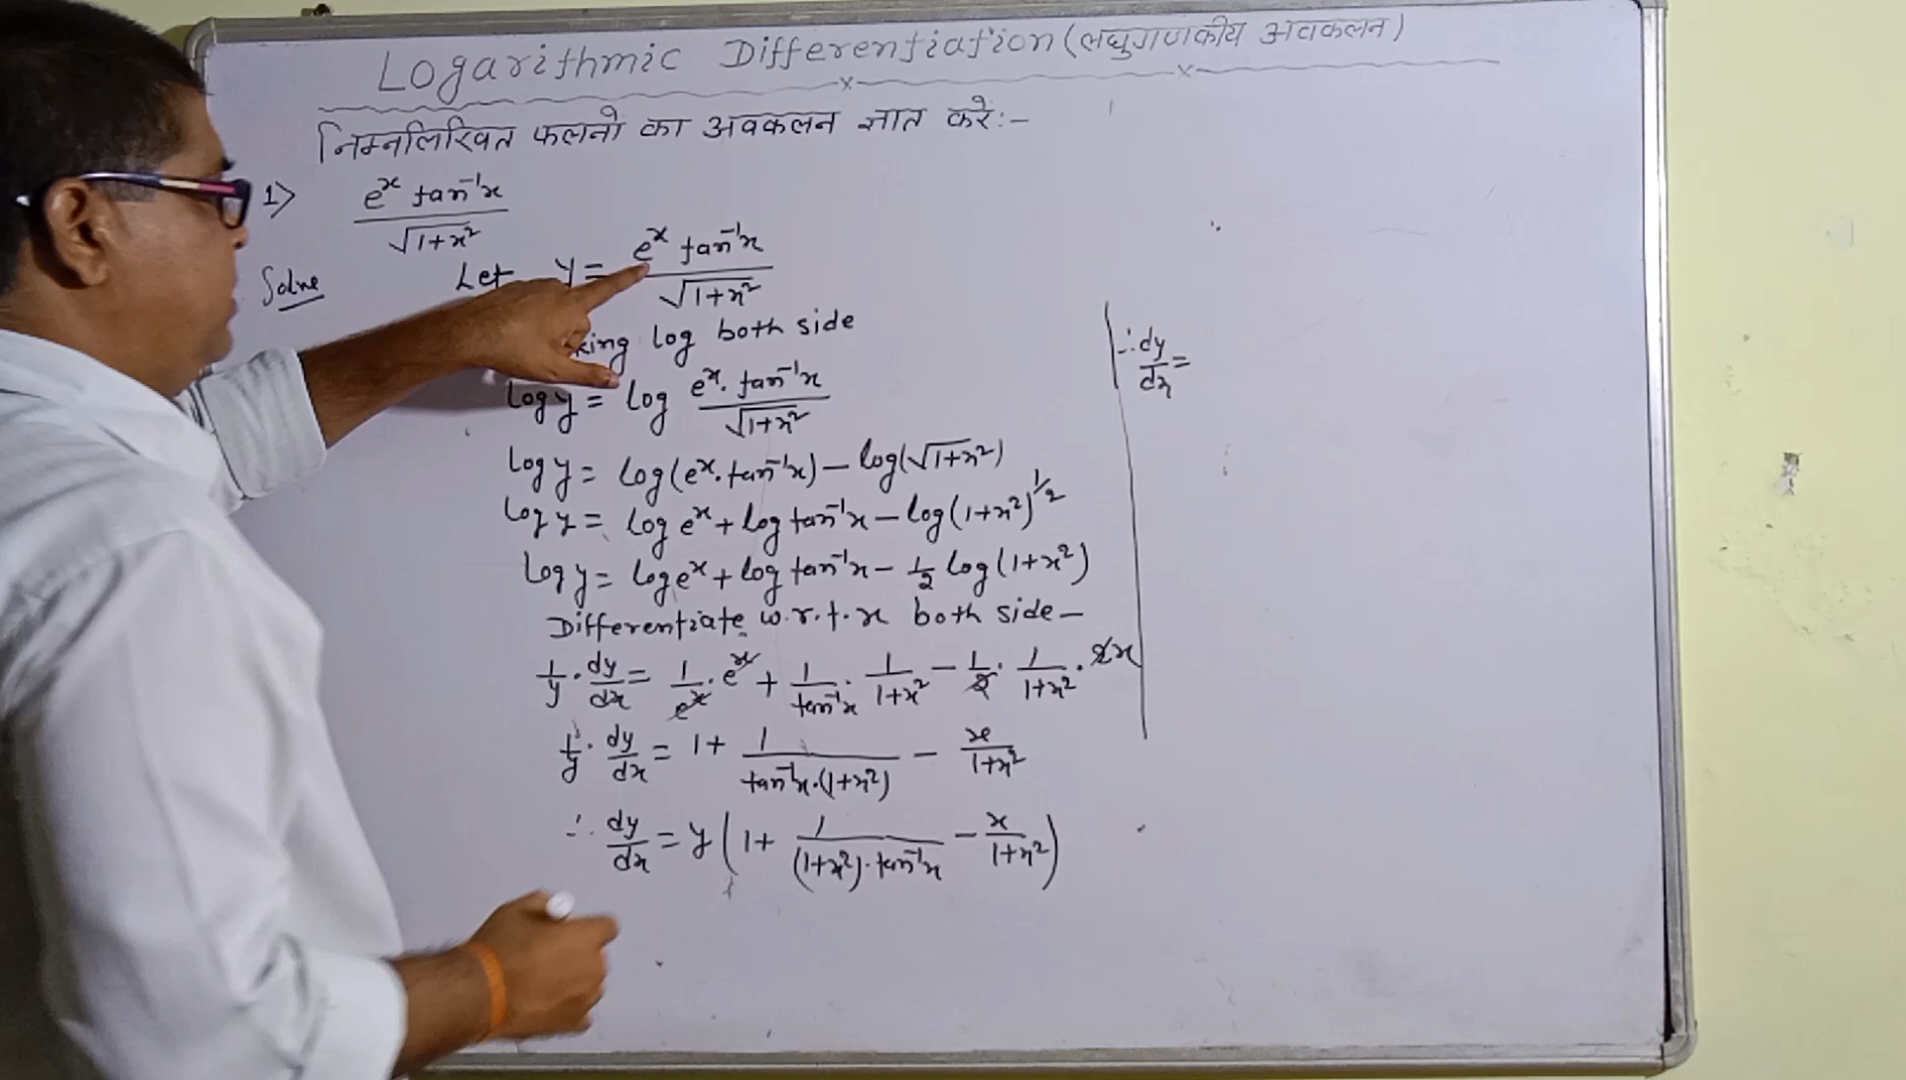 Logarithmic Differentiation (लघुगणकीय अवकलन)
निम्नलिखित फलनो का अवकलन ज्ञात करें:-
1> e^x tan⁻¹x / √1+x²
Solve Let y = e^x tan⁻¹x / √1+x²
king log both side
log y = log e^x. tan⁻¹x / √1+x²
log y = log(e^x. tan⁻¹x) – log(√1+x²)
log y = log e^x + log tan⁻¹x – log (1+x²)^1/2
log y = log e^x + log tan⁻¹x – 1/2 log (1+x²)
Differentiate w.r.t. x both side –
1/y · dy/dx = 1/e^x · e^x + 1/tan⁻¹x · 1/1+x² – 1/2 · 1/1+x² · 2x
1/y · dy/dx = 1 + 1/tan⁻¹x.(1+x²) – x/1+x²
∴ dy/dx = y (1 + 1/(1+x²).tan⁻¹x – x/1+x²)
∴ dy/dx =